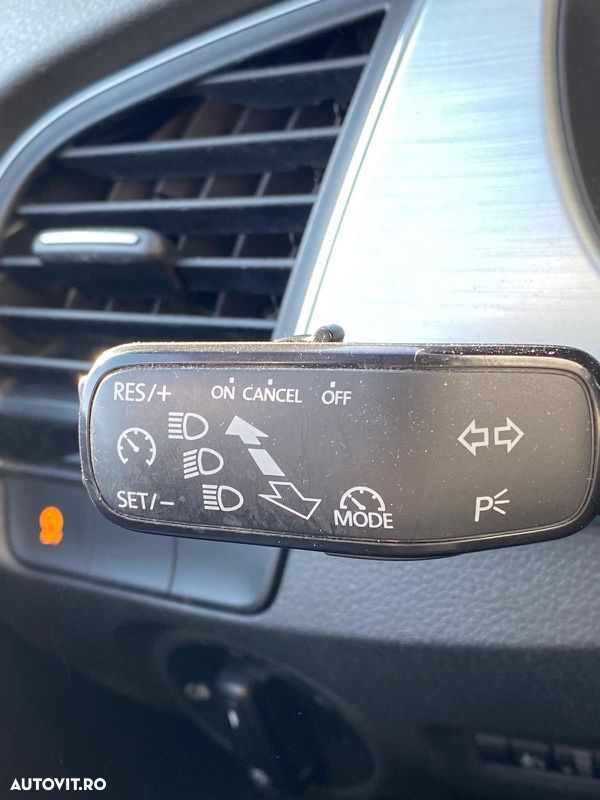 RES/+ ON CANCEL OFF
SET/− MODE P
AUTOVIT.RO